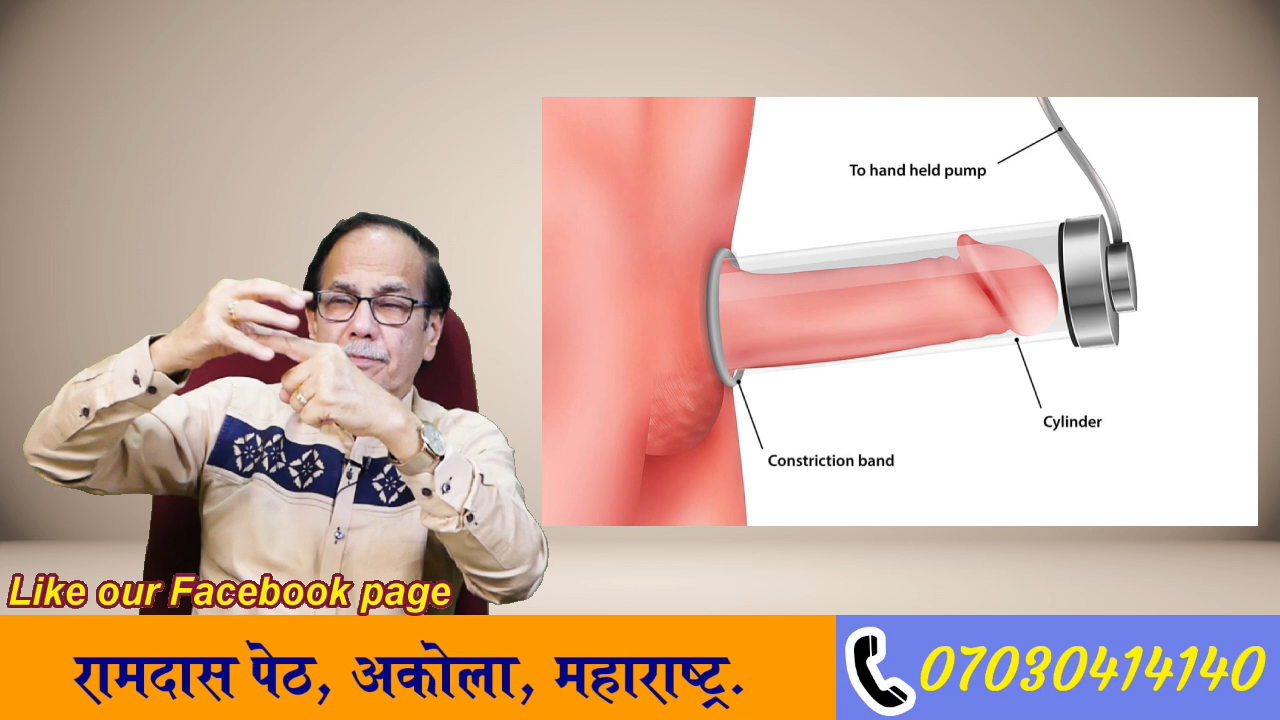 To hand held pump
Cylinder
Constriction band
Like our Facebook page
रामदास पेठ, अकोला, महाराष्ट्र.
07030414140